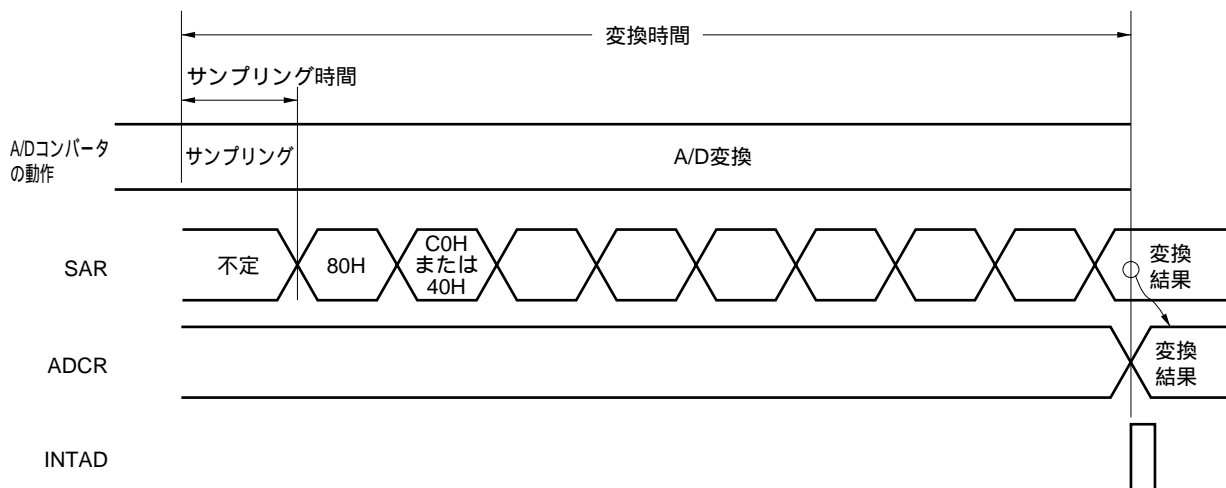 変換時間
サンプリング時間
A/Dコンバータ
の動作
サンプリング
A/D変換
SAR
不定
80H
C0H
または
40H
変換
結果
ADCR
変換
結果
INTAD